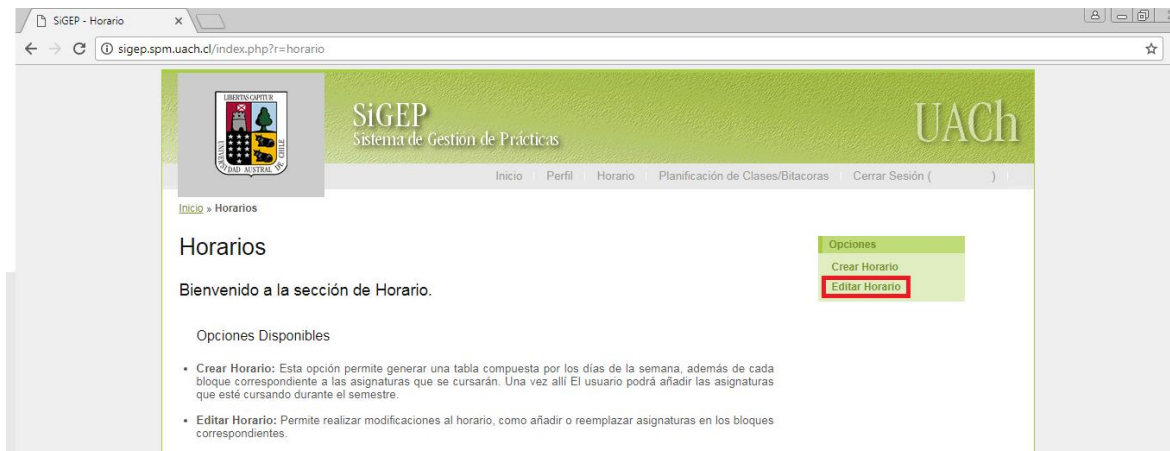 SiGEP - Horario
sigep.spm.uach.cl/index.php?r=horario
LIBERTAS CAPITUR
UNIVERSIDAD AUSTRAL DE CHILE
SiGEP
Sistema de Gestión de Prácticas
UACh
Inicio Perfil Horario Planificación de Clases/Bitacoras Cerrar Sesión ( )
Inicio » Horarios
Horarios
Bienvenido a la sección de Horario.
Opciones Disponibles
• Crear Horario: Esta opción permite generar una tabla compuesta por los días de la semana, además de cada
bloque correspondiente a las asignaturas que se cursarán. Una vez allí El usuario podrá añadir las asignaturas
que esté cursando durante el semestre.
• Editar Horario: Permite realizar modificaciones al horario, como añadir o reemplazar asignaturas en los bloques
correspondientes.
Opciones
Crear Horario
Editar Horario